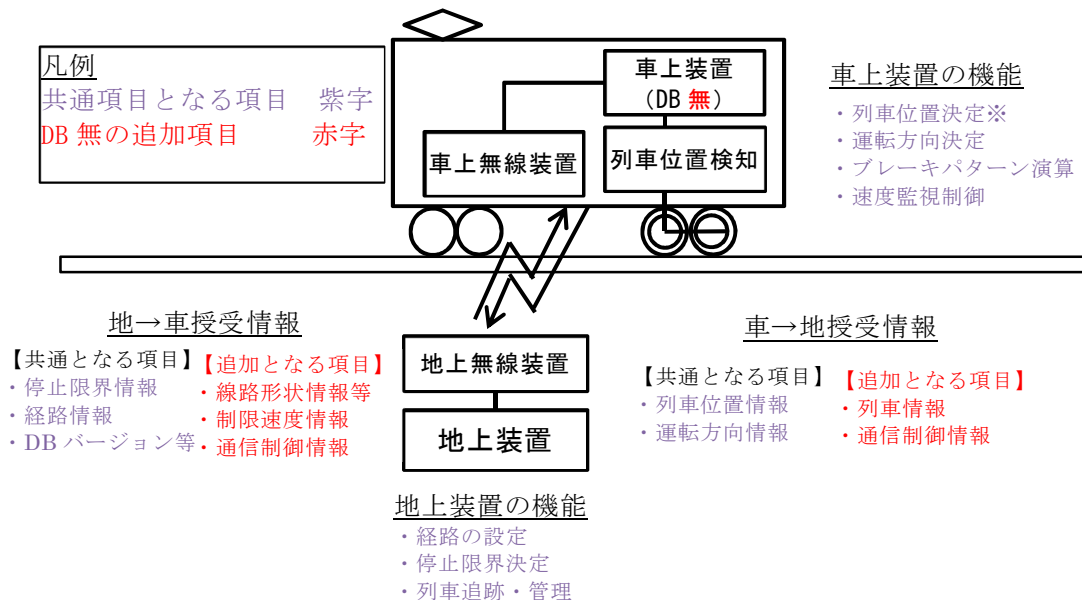 凡例
共通項目となる項目　紫字
DB 無の追加項目　赤字
車上装置
(DB 無)
車上無線装置
列車位置検知
車上装置の機能
・列車位置決定※
・運転方向決定
・ブレーキパターン演算
・速度監視制御
地→車授受情報
【共通となる項目】
・停止限界情報
・経路情報
・DB バージョン等
【追加となる項目】
・線路形状情報等
・制限速度情報
・通信制御情報
地上無線装置
地上装置
地上装置の機能
・経路の設定
・停止限界決定
・列車追跡・管理
車→地授受情報
【共通となる項目】
・列車位置情報
・運転方向情報
【追加となる項目】
・列車情報
・通信制御情報